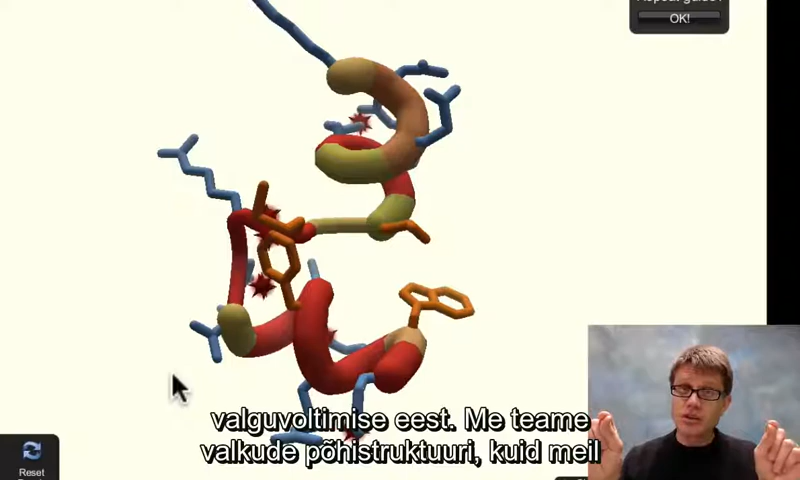 OK!
valguvoltimise eest. Me teame
valkude põhistruktuuri, kuid meil
Reset